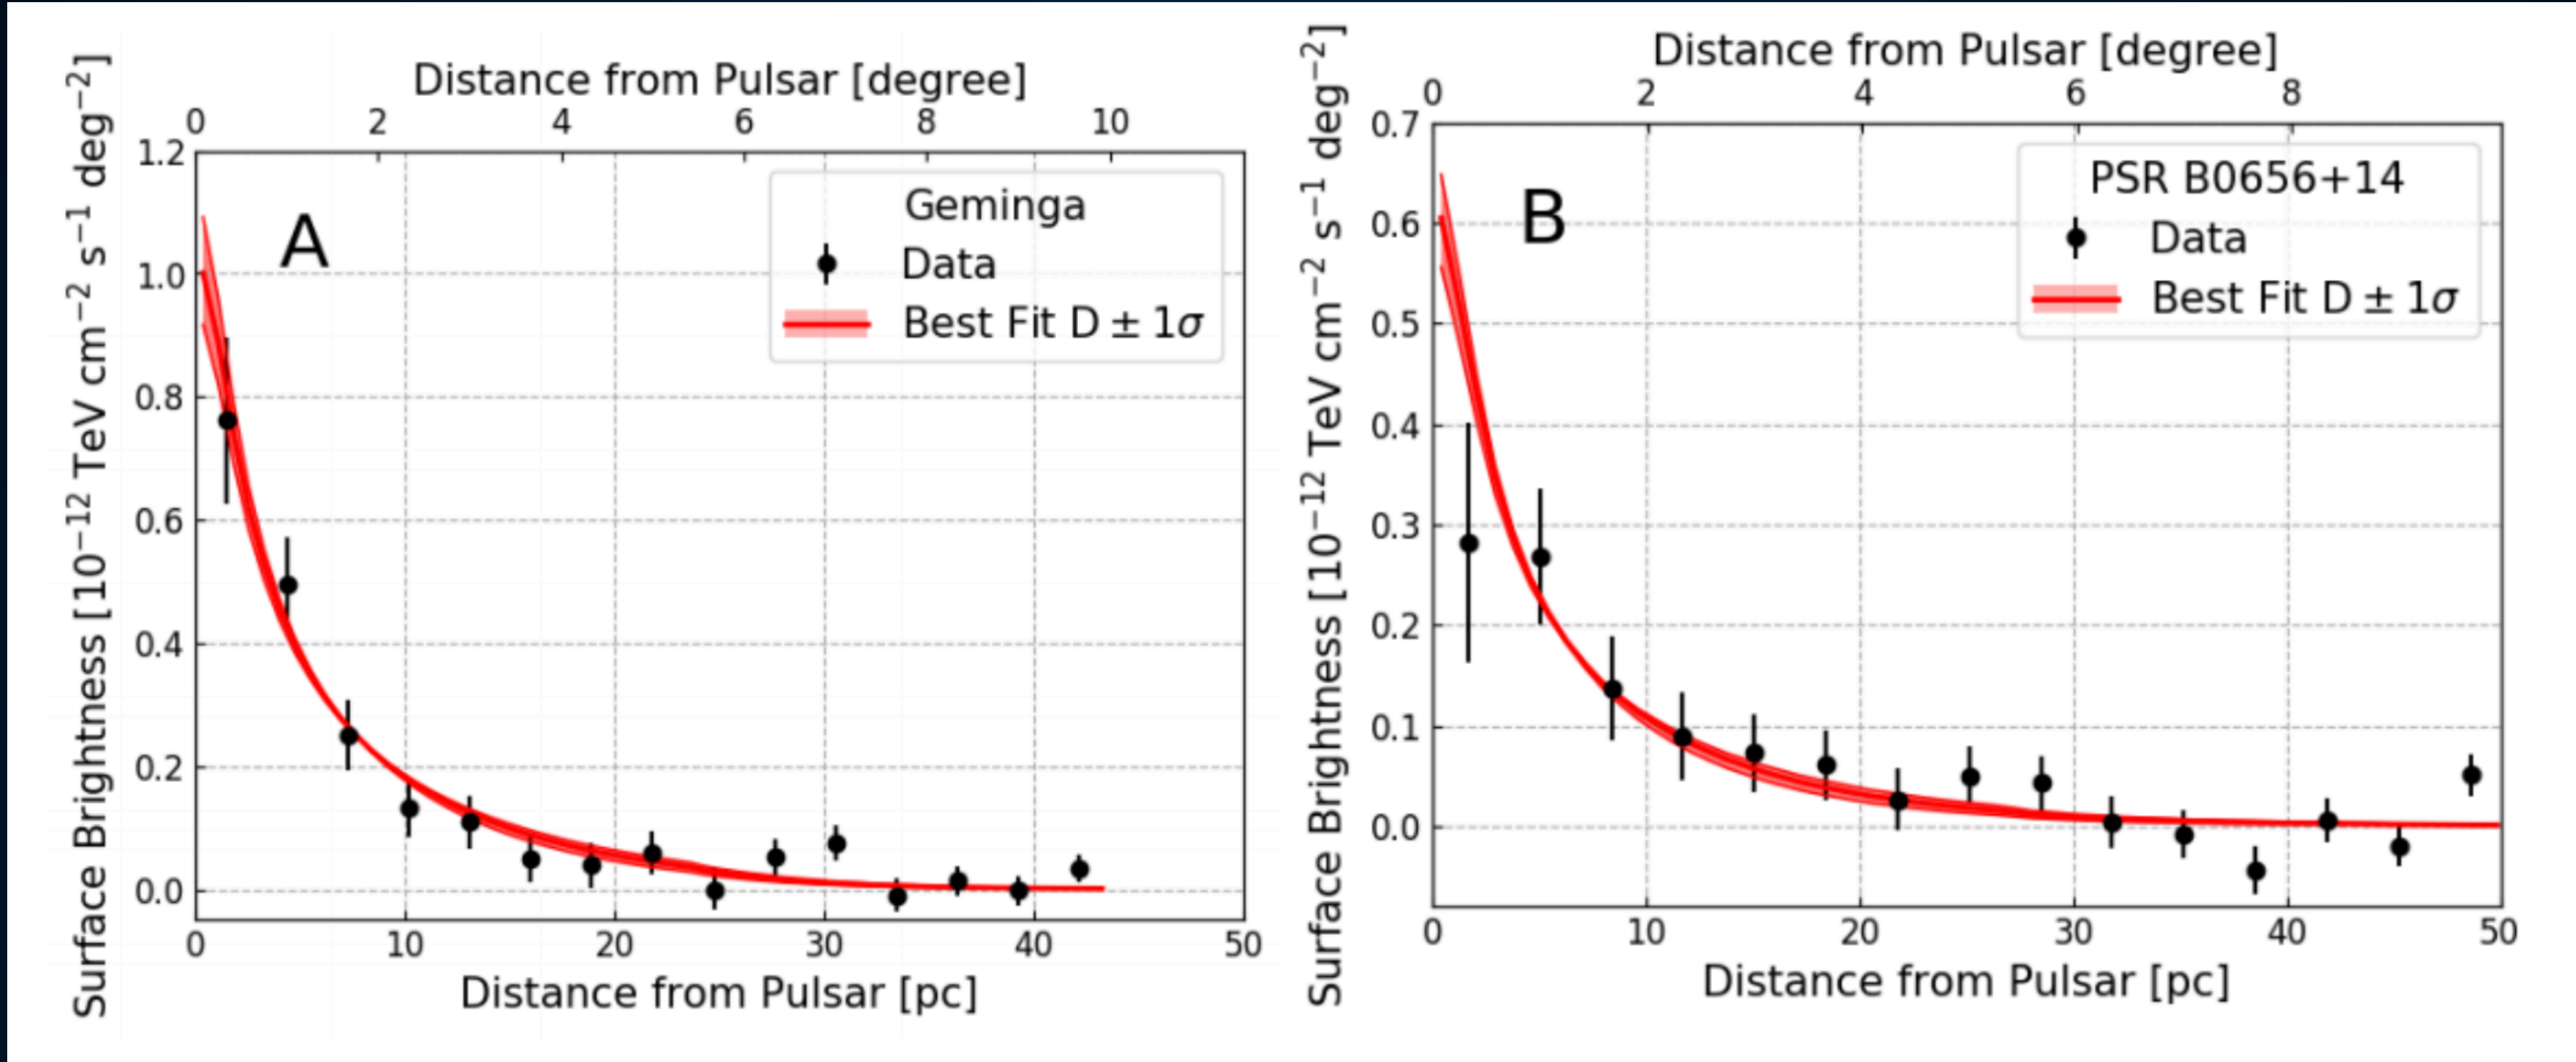 Distance from Pulsar [degree]
0 2 4 6 8 10
Surface Brightness [10⁻¹² TeV cm⁻² s⁻¹ deg⁻²]
1.2
1.0
0.8
0.6
0.4
0.2
0.0
A
Geminga
Data
Best Fit D ± 1σ
0 10 20 30 40 50
Distance from Pulsar [pc]
Distance from Pulsar [degree]
0 2 4 6 8
Surface Brightness [10⁻¹² TeV cm⁻² s⁻¹ deg⁻²]
0.7
0.6
0.5
0.4
0.3
0.2
0.1
0.0
B
PSR B0656+14
Data
Best Fit D ± 1σ
0 10 20 30 40 50
Distance from Pulsar [pc]